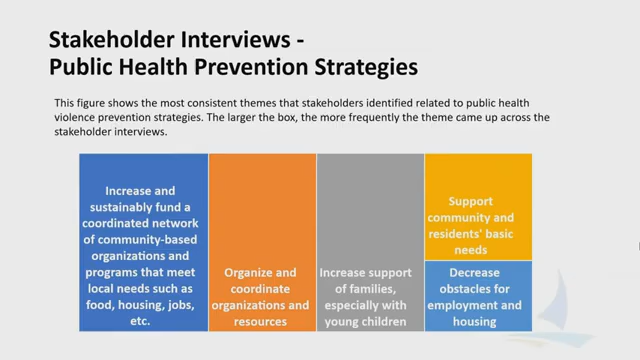 Stakeholder Interviews -
Public Health Prevention Strategies
This figure shows the most consistent themes that stakeholders identified related to public health
violence prevention strategies. The larger the box, the more frequently the theme came up across the
stakeholder interviews.
Increase and
sustainably fund a
coordinated network
of community-based
organizations and
programs that meet
local needs such as
food, housing, jobs,
etc.
Organize and
coordinate
organizations and
resources
Increase support
of families,
especially with
young children
Support
community and
residents' basic
needs
Decrease
obstacles for
employment and
housing